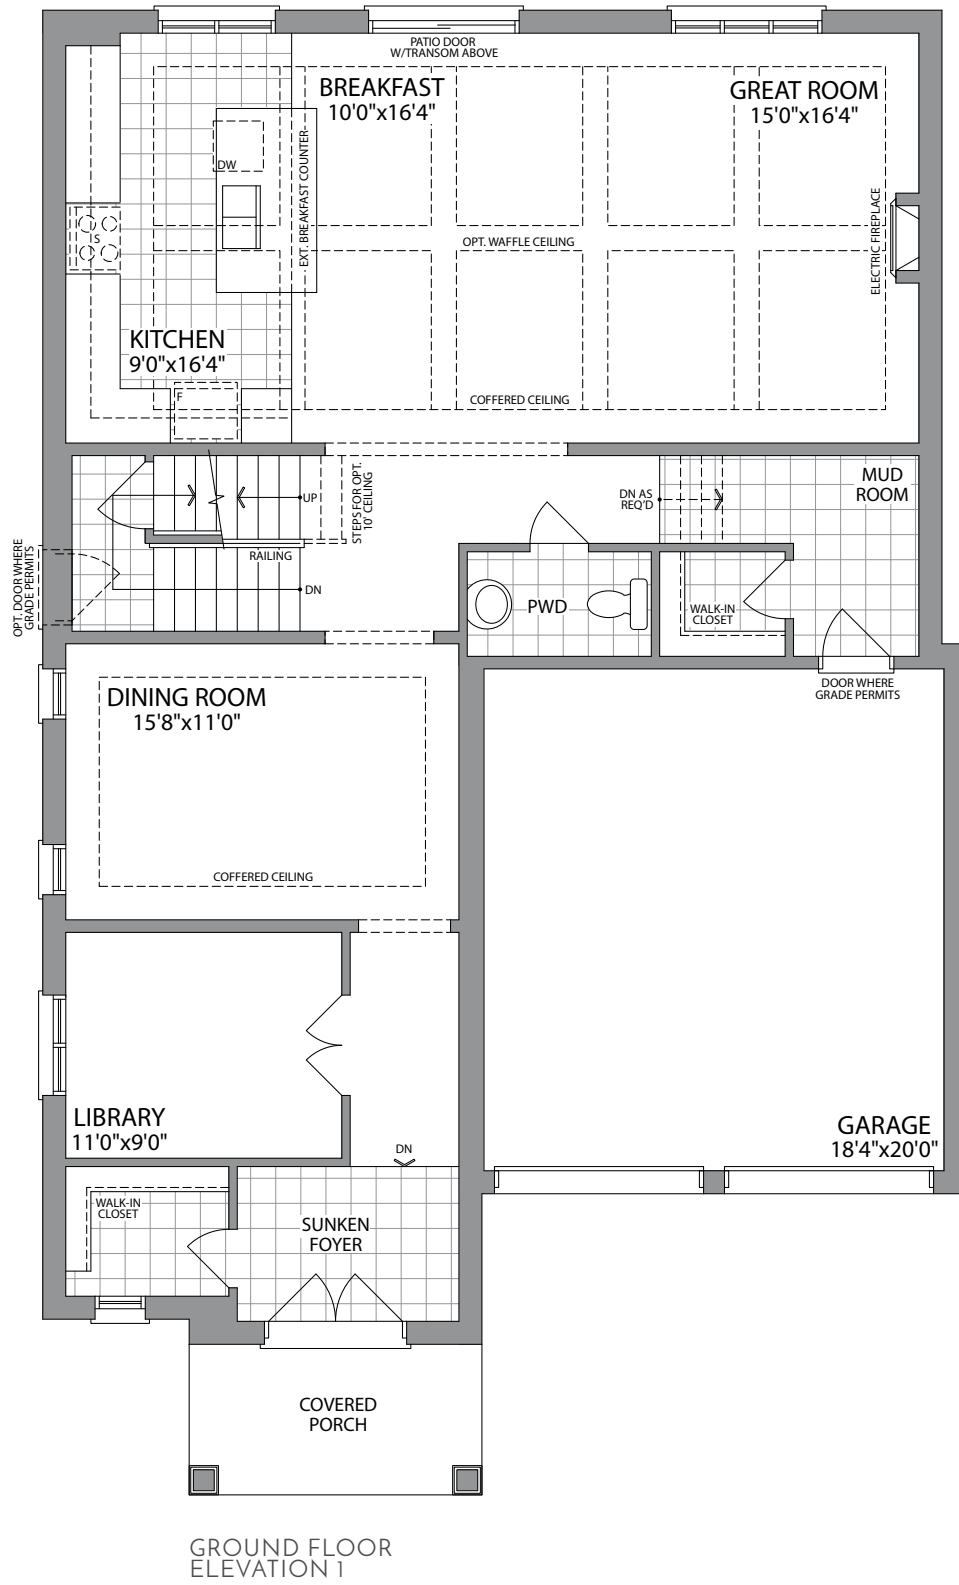 PATIO DOOR
W/TRANSOM ABOVE
BREAKFAST
10'0"x16'4"
GREAT ROOM
15'0"x16'4"
DW
EXT. BREAKFAST COUNTER
S
OPT. WAFFLE CEILING
ELECTRIC FIREPLACE
KITCHEN
9'0"x16'4"
F
COFFERED CEILING
MUD
ROOM
UP
STEPS FOR OPT.
10' CEILING
DN AS
REQ'D
RAILING
OPT. DOOR WHERE
GRADE PERMITS
DN
PWD
WALK-IN
CLOSET
DOOR WHERE
GRADE PERMITS
DINING ROOM
15'8"x11'0"
COFFERED CEILING
LIBRARY
11'0"x9'0"
GARAGE
18'4"x20'0"
DN
WALK-IN
CLOSET
SUNKEN
FOYER
COVERED
PORCH
GROUND FLOOR
ELEVATION 1